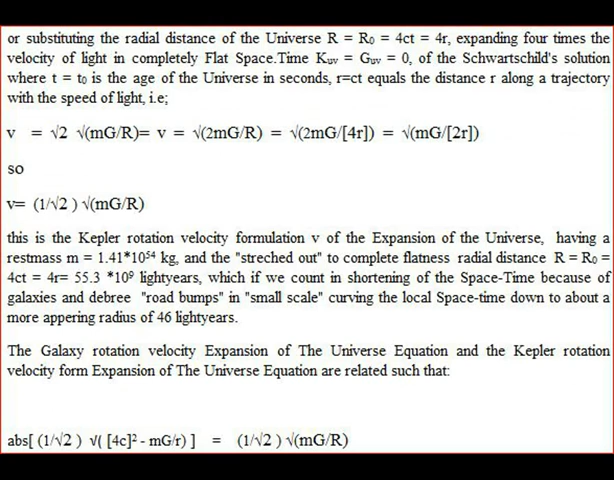 or substituting the radial distance of the Universe R = R₀ = 4ct = 4r, expanding four times the
velocity of light in completely Flat Space.Time Kᵤᵥ = Gᵤᵥ = 0, of the Schwartschild's solution
where t = t₀ is the age of the Universe in seconds, r=ct equals the distance r along a trajectory
with the speed of light, i.e;
v = √2 √(mG/R)= v = √(2mG/R) = √(2mG/[4r]) = √(mG/[2r])
so
v= (1/√2 ) √(mG/R)
this is the Kepler rotation velocity formulation v of the Expansion of the Universe, having a
restmass m = 1.41*10⁵⁴ kg, and the "streched out" to complete flatness radial distance R = R₀ =
4ct = 4r= 55.3 *10⁹ lightyears, which if we count in shortening of the Space-Time because of
galaxies and debree "road bumps" in "small scale" curving the local Space-time down to about a
more appering radius of 46 lightyears.
The Galaxy rotation velocity Expansion of The Universe Equation and the Kepler rotation
velocity form Expansion of The Universe Equation are related such that:
abs[ (1/√2 ) √( [4c]² - mG/r) ] = (1/√2 ) √(mG/R)